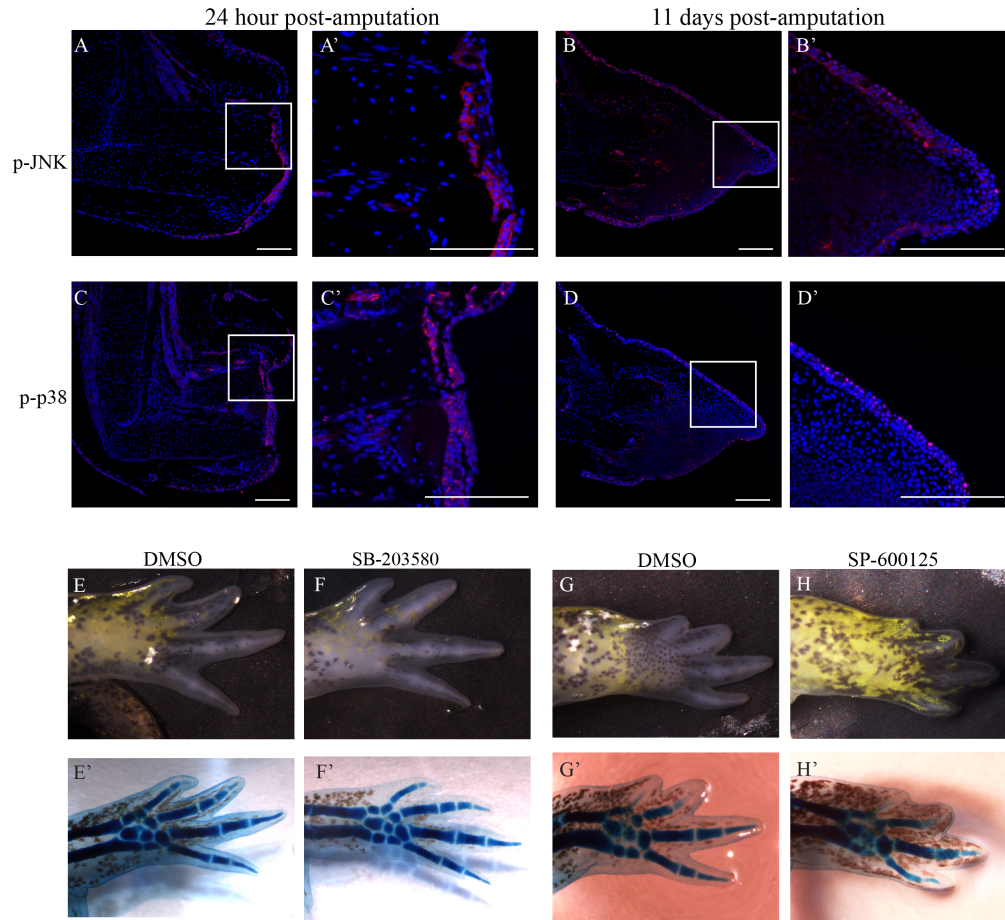 24 hour post-amputation 11 days post-amputation
A A’ B B’
p-JNK
C C’ D D’
p-p38
DMSO SB-203580 DMSO SP-600125
E F G H
E’ F’ G’ H’